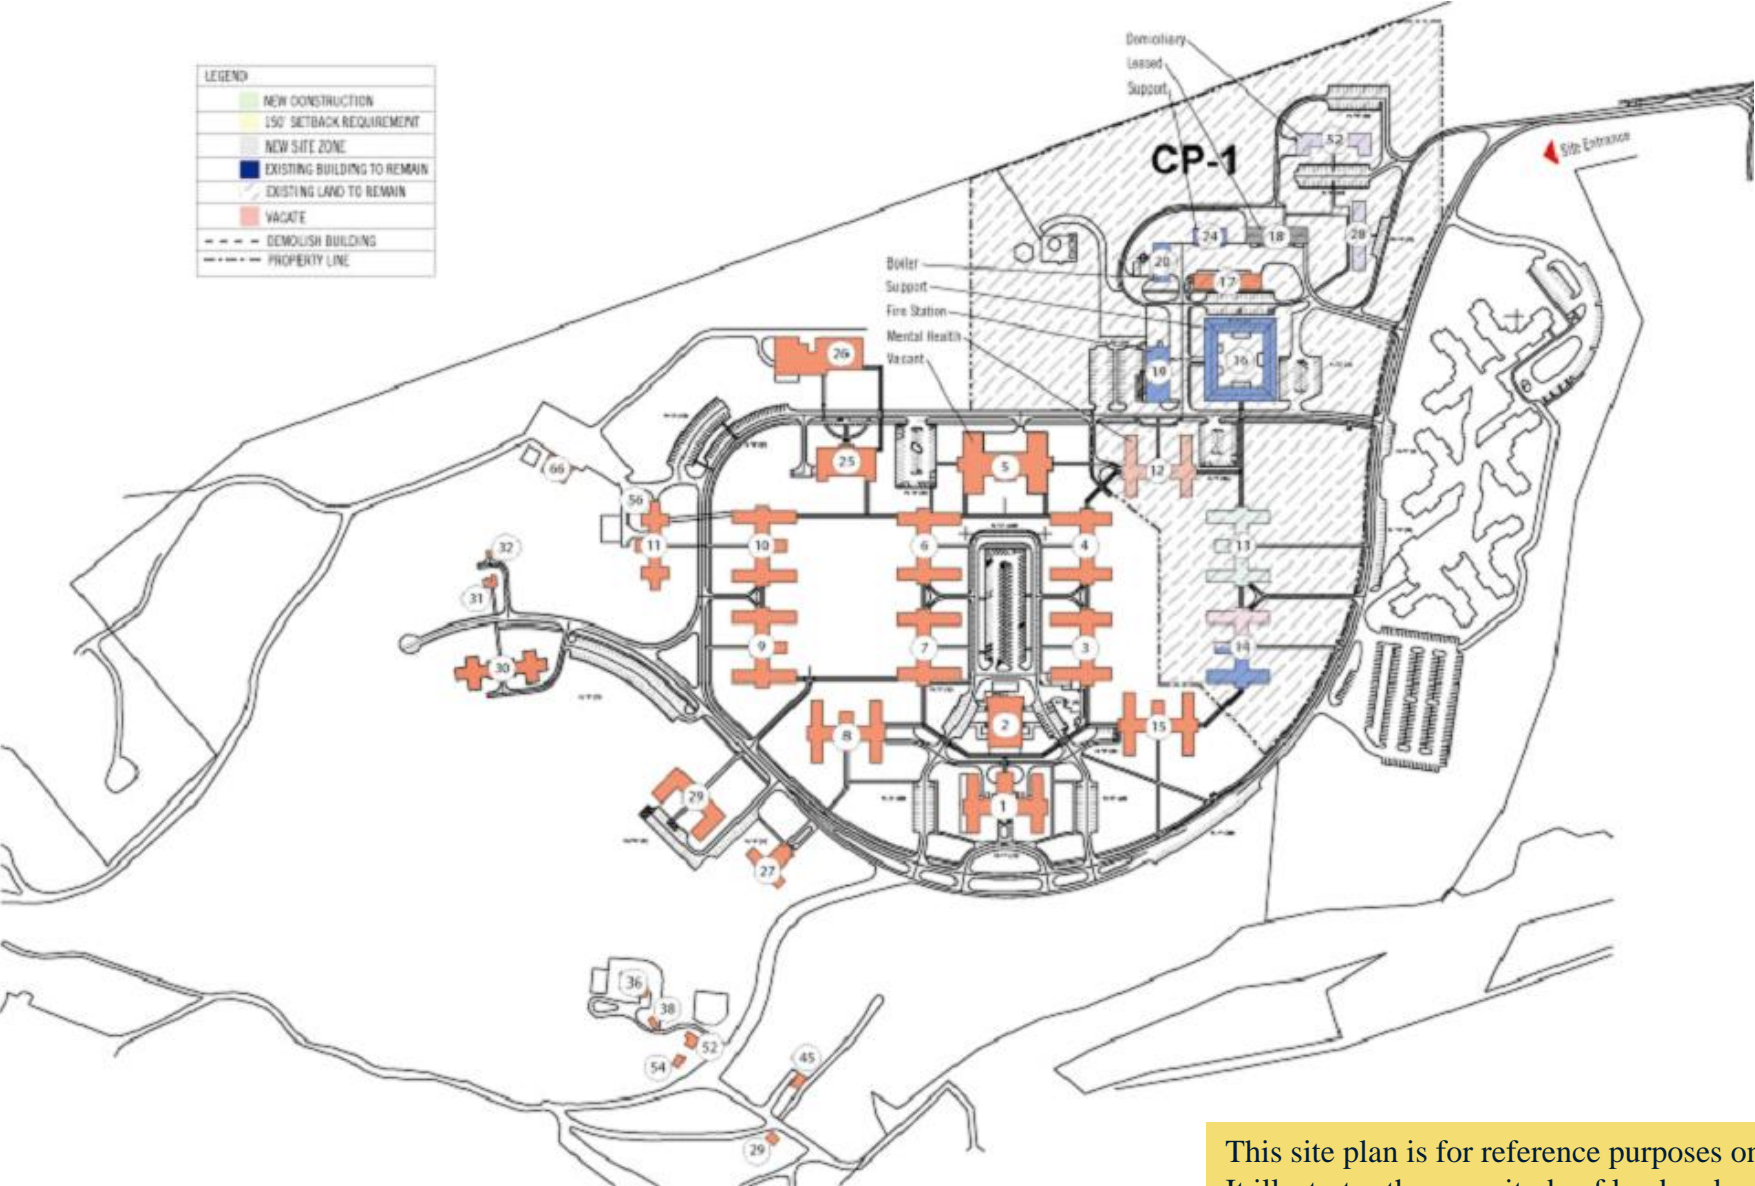 LEGEND
NEW CONSTRUCTION
150' SETBACK REQUIREMENT
NEW SITE ZONE
EXISTING BUILDING TO REMAIN
EXISTING LAND TO REMAIN
VACATE
DEMOLISH BUILDING
PROPERTY LINE
Domiciliary
Leased
Support
CP-1
Site Entrance
52
28
24
18
20
17
Boiler
Support
Fire Station
Mental Health
Vacant
19
16
26
25
5
12
66
56
11
10
6
4
13
32
31
30
9
7
3
14
8
2
15
29
1
27
36
38
52
54
45
29
This site plan is for reference purposes